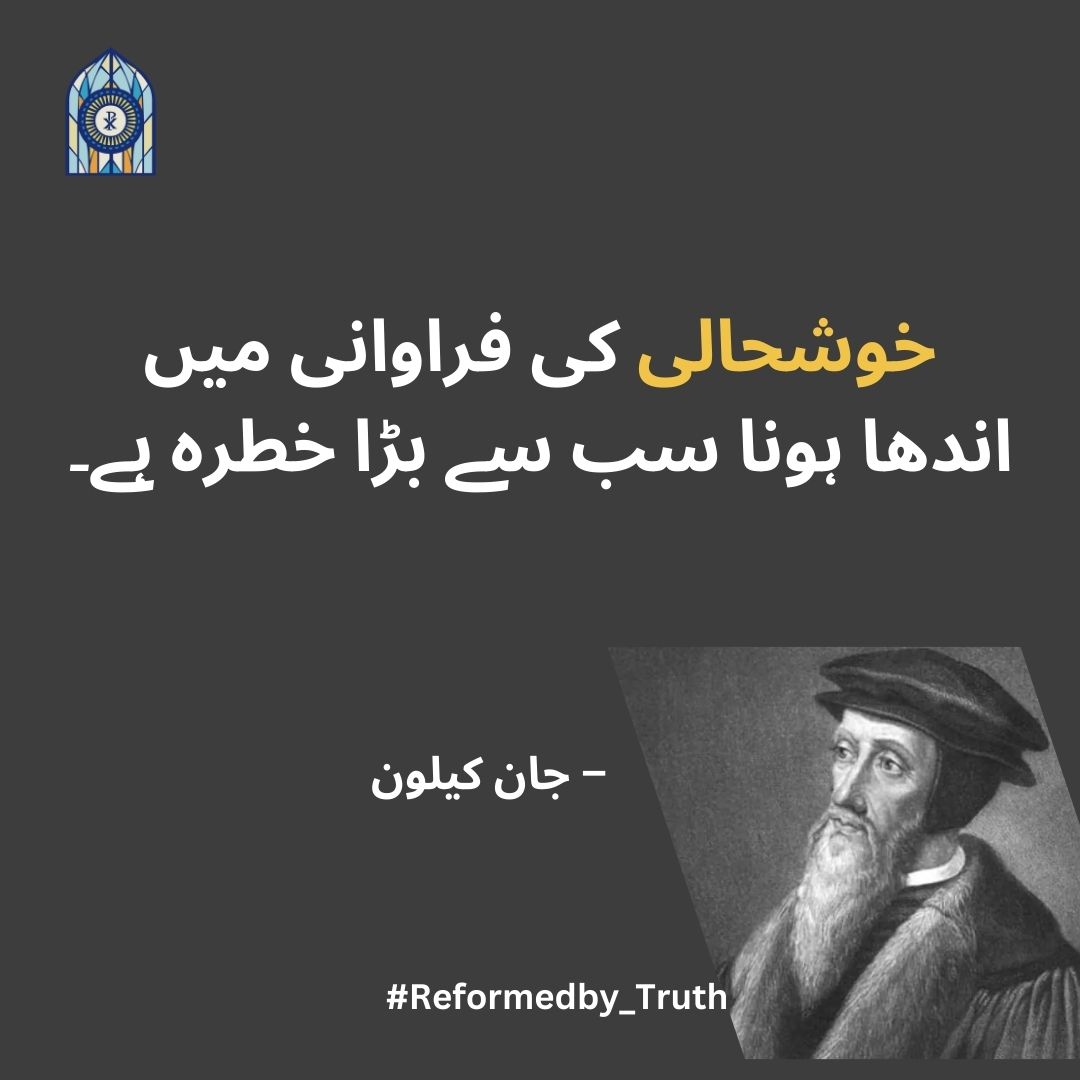 خوشحالی کی فراوانی میں
اندھا ہونا سب سے بڑا خطرہ ہے۔
– جان کیلون
#Reformedby_Truth